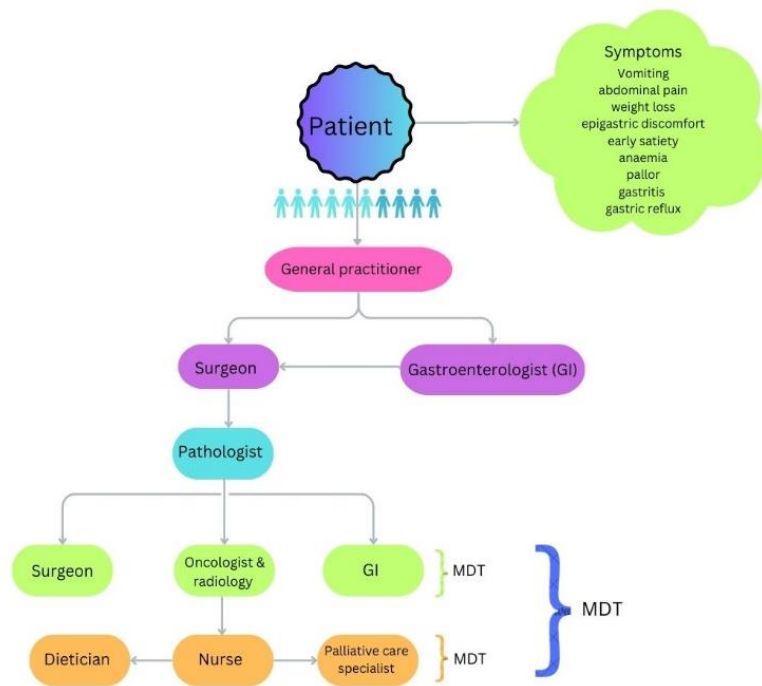 Symptoms
Vomiting
abdominal pain
weight loss
epigastric discomfort
early satiety
anaemia
pallor
gastritis
gastric reflux
Patient
General practitioner
Surgeon
Gastroenterologist (GI)
Pathologist
Surgeon
Oncologist &
radiology
GI
MDT
MDT
Dietician
Nurse
Palliative care
specialist
MDT